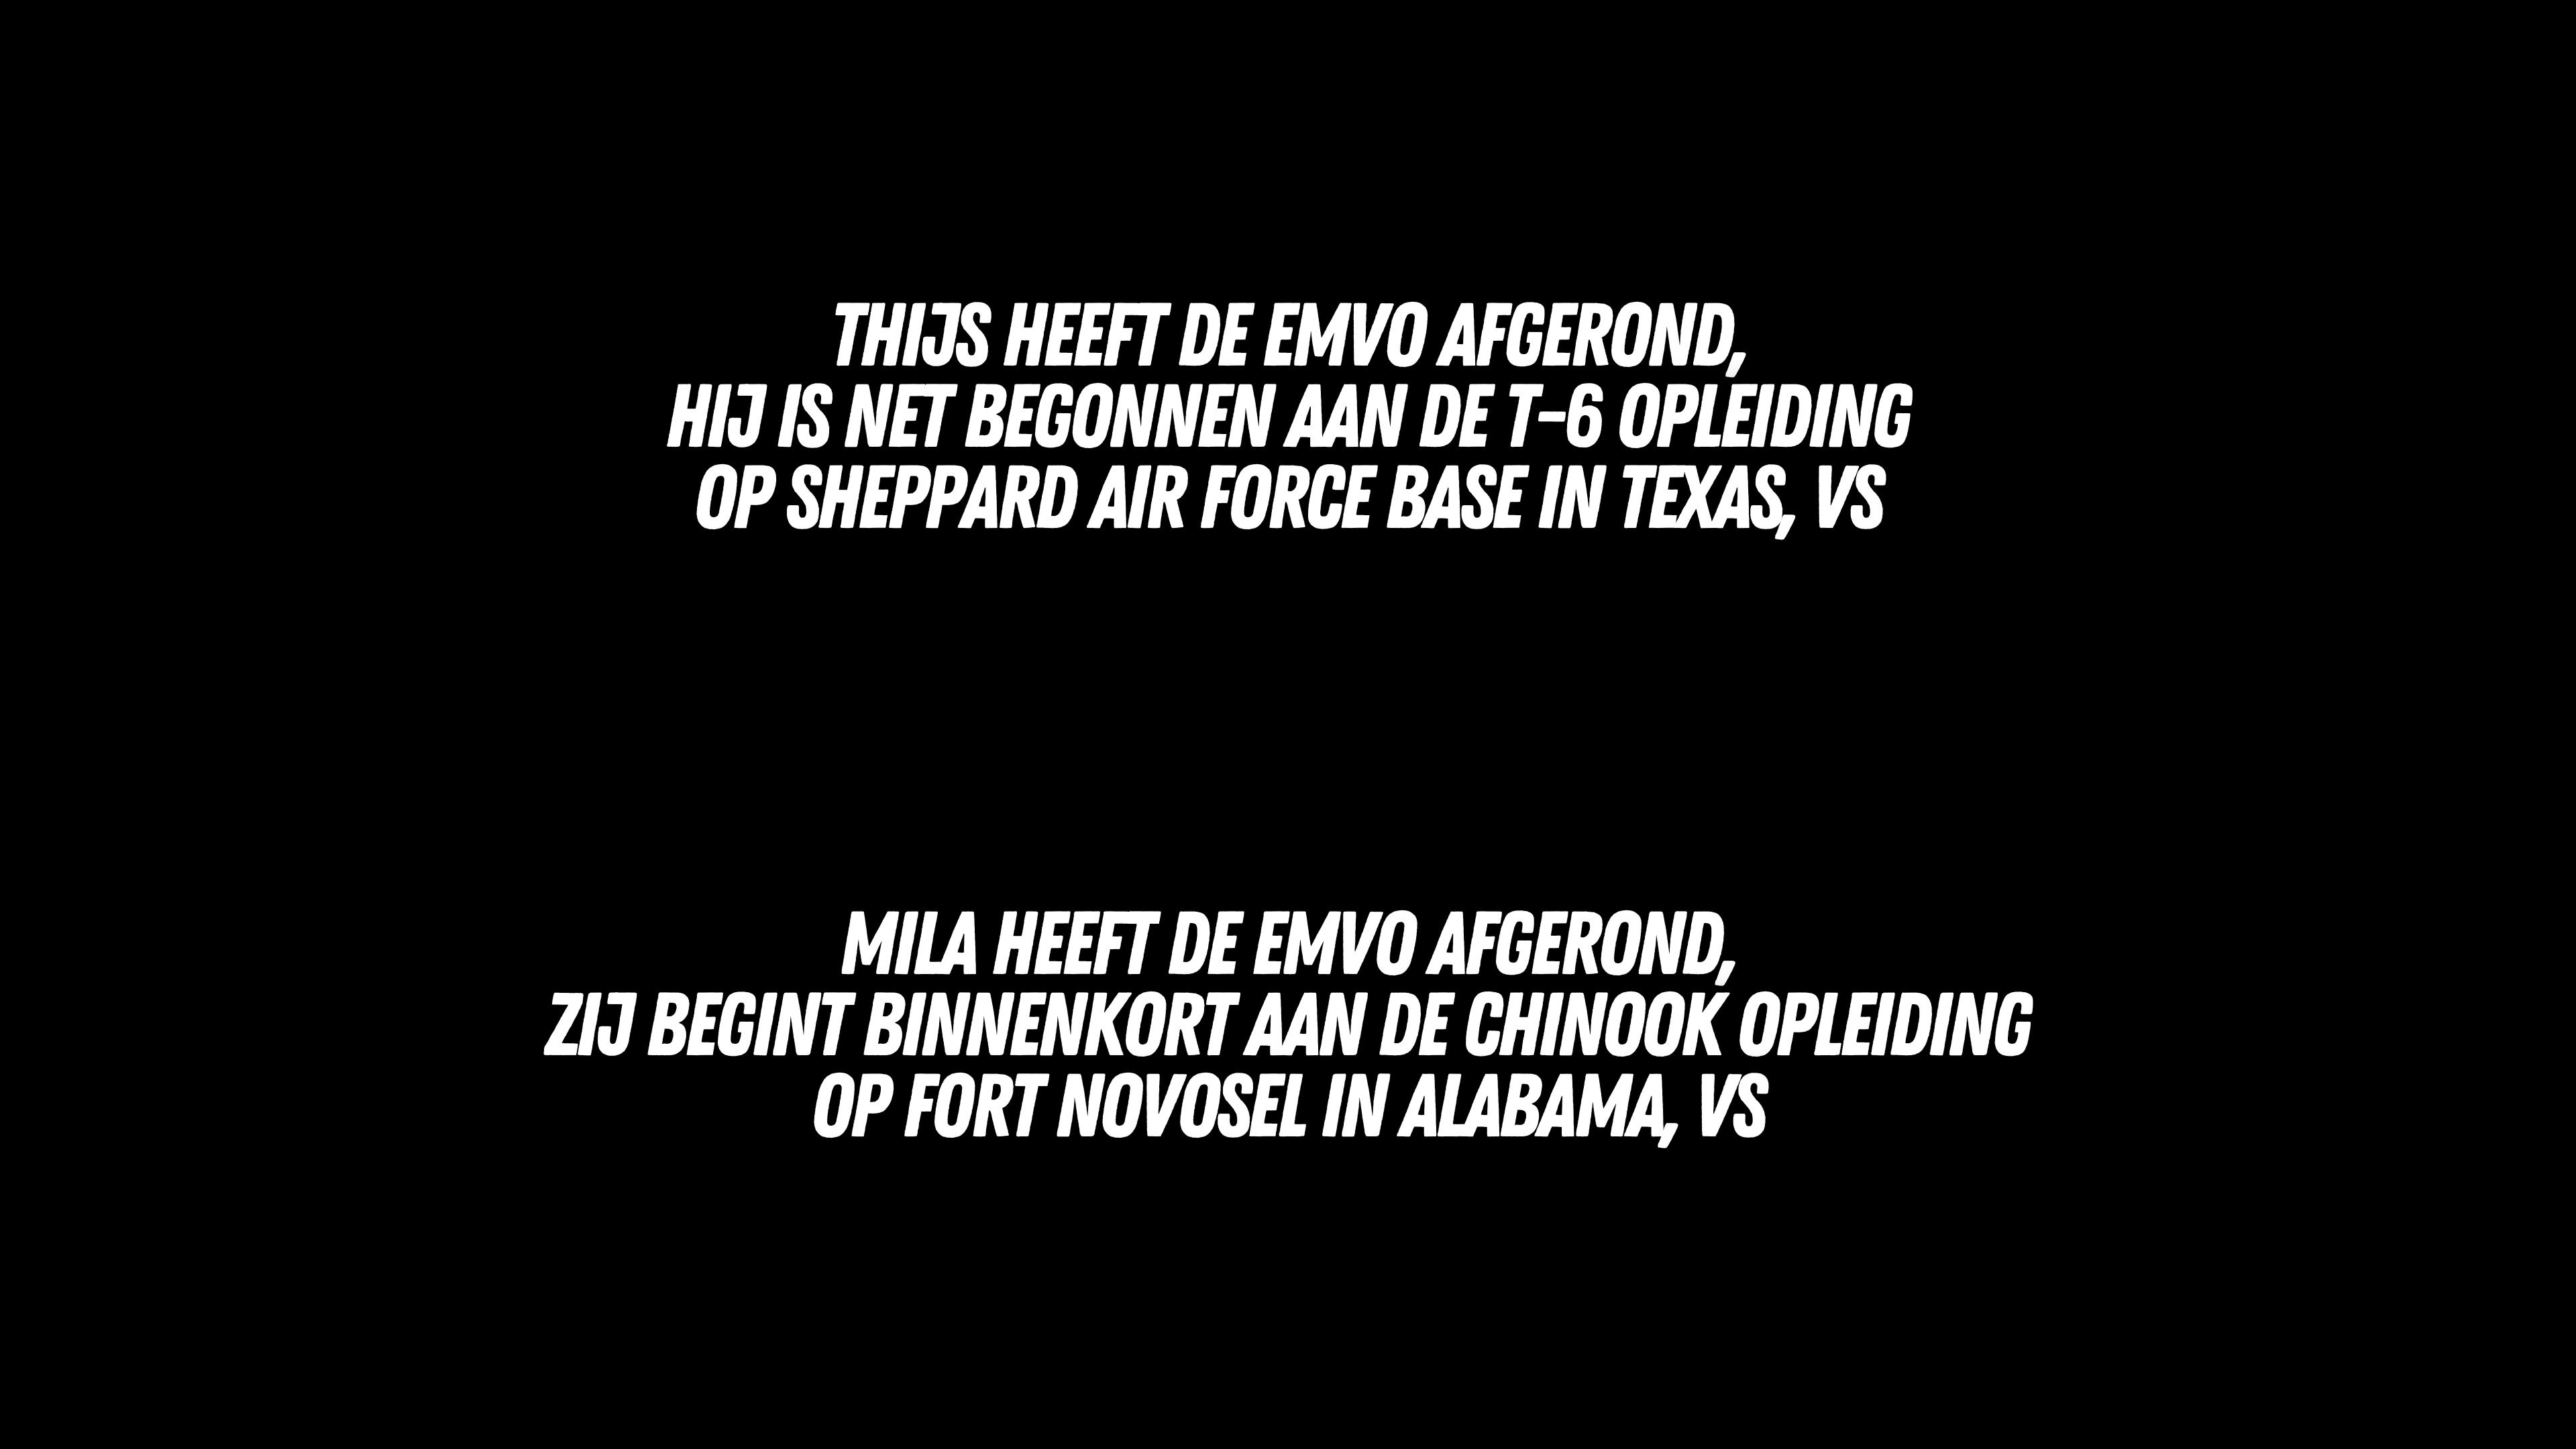 THIJS HEEFT DE EMVO AFGEROND,
HIJ IS NET BEGONNEN AAN DE T-6 OPLEIDING
OP SHEPPARD AIR FORCE BASE IN TEXAS, VS
MILA HEEFT DE EMVO AFGEROND,
ZIJ BEGINT BINNENKORT AAN DE CHINOOK OPLEIDING
OP FORT NOVOSEL IN ALABAMA, VS